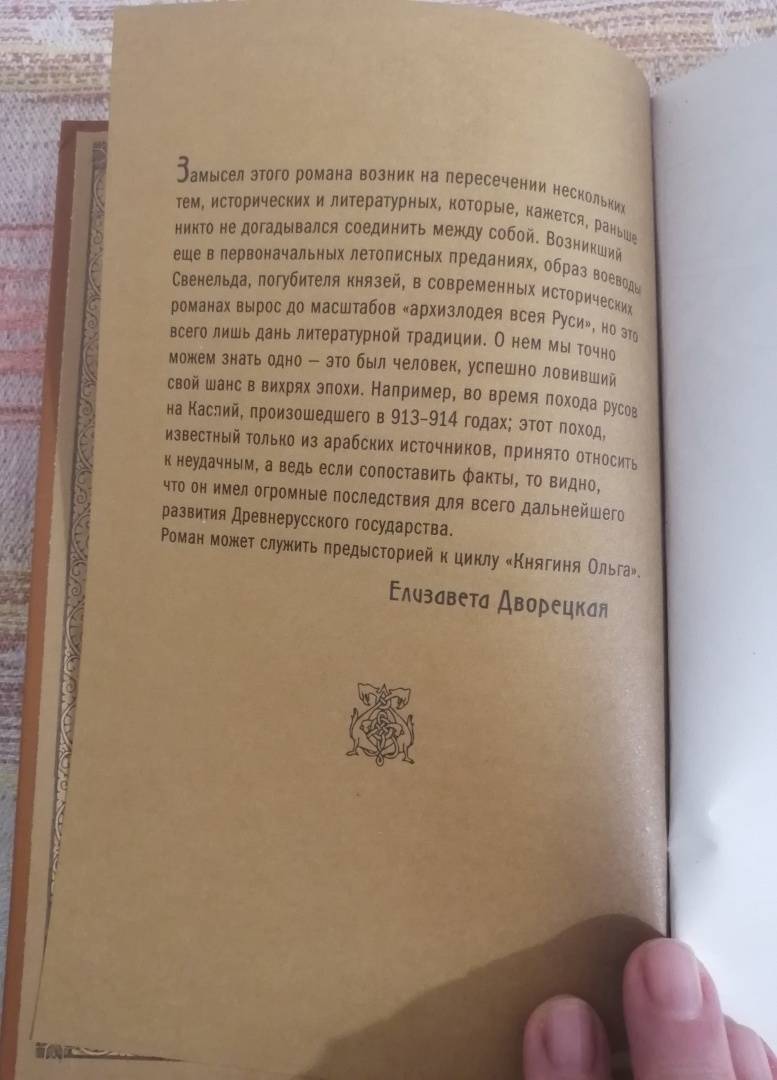 Замысел этого романа возник на пересечении нескольких
тем, исторических и литературных, которые, кажется, раньше
никто не догадывался соединить между собой. Возникший
еще в первоначальных летописных преданиях, образ воеводы
Свенельда, погубителя князей, в современных исторических
романах вырос до масштабов «архизлодея всея Руси», но это
всего лишь дань литературной традиции. О нем мы точно
можем знать одно – это был человек, успешно ловивший
свой шанс в вихрях эпохи. Например, во время похода русов
на Каспий, произошедшего в 913–914 годах; этот поход,
известный только из арабских источников, принято относить
к неудачным, а ведь если сопоставить факты, то видно,
что он имел огромные последствия для всего дальнейшего
развития Древнерусского государства.
Роман может служить предысторией к циклу «Княгиня Ольга».
Елизавета Дворецкая